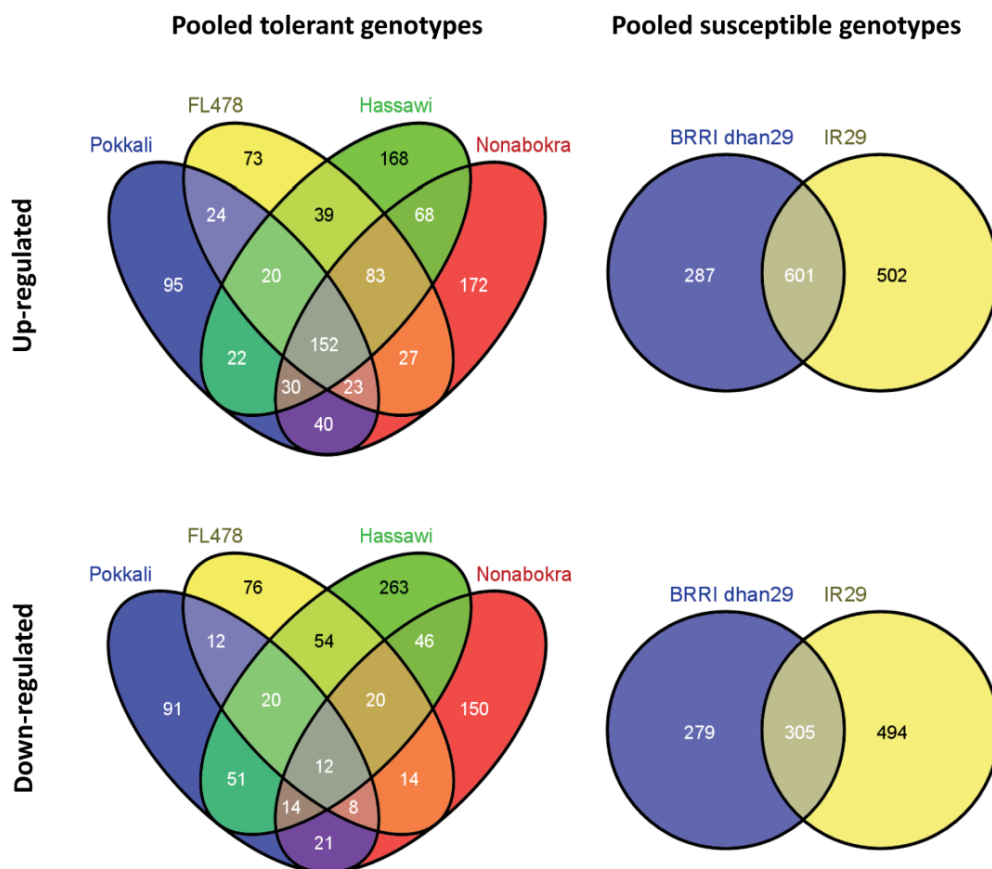 Pooled tolerant genotypes
Pooled susceptible genotypes
Up-regulated
FL478
Hassawi
Pokkali
Nonabokra
73
168
24
39
68
95
20
83
172
152
22
27
30
23
40
BRRI dhan29
IR29
287
601
502
Down-regulated
FL478
Hassawi
Pokkali
Nonabokra
76
263
12
54
46
91
20
20
150
12
51
14
14
8
21
BRRI dhan29
IR29
279
305
494